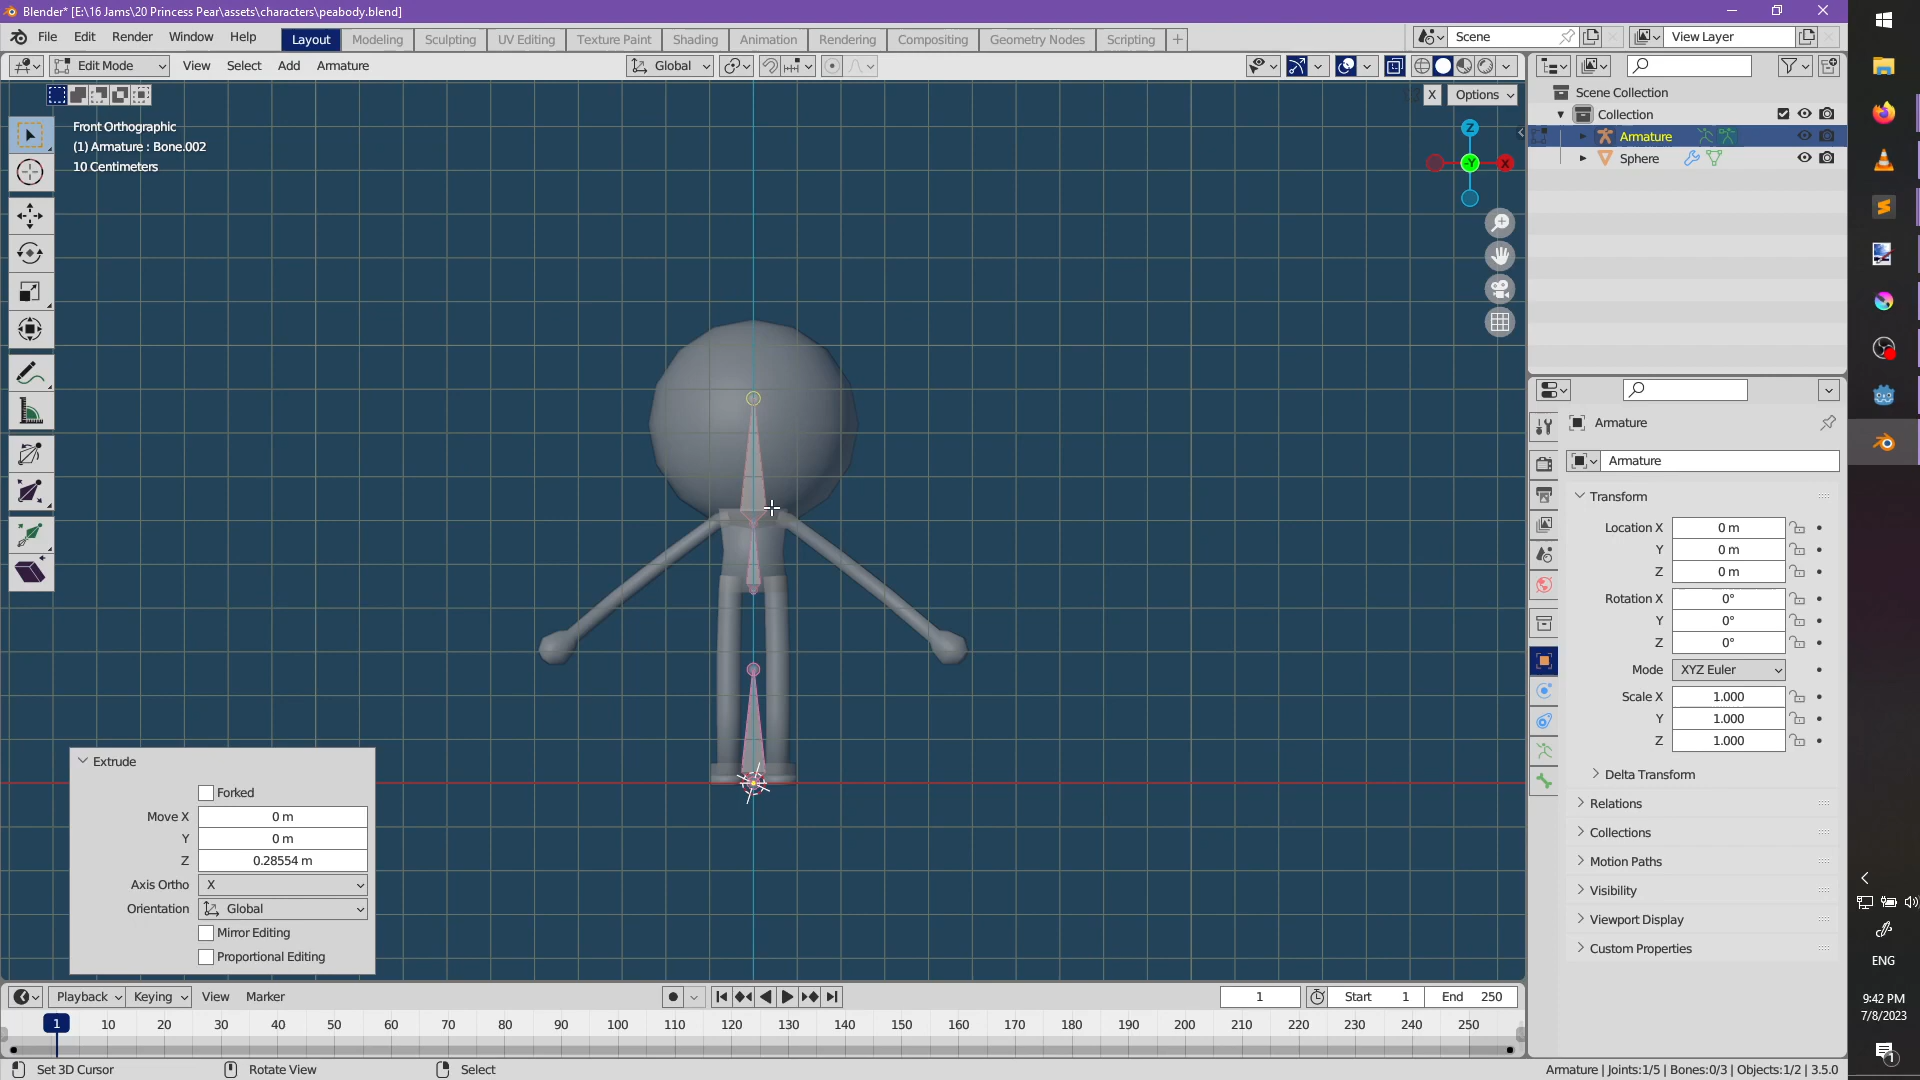 Blender* [E:\16 Jams\20 Princess Pear\assets\characters\peabody.blend]
File Edit Render Window Help Layout Modeling Sculpting UV Editing Texture Paint Shading Animation Rendering Compositing Geometry Nodes Scripting + Scene View Layer
Edit Mode View Select Add Armature Global
X Options
Front Orthographic
(1) Armature : Bone.002
10 Centimeters
Z
-Y X
Scene Collection
Collection
Armature
Sphere
Armature
Armature
Transform
Location X 0 m
Y 0 m
Z 0 m
Rotation X 0°
Y 0°
Z 0°
Mode XYZ Euler
Scale X 1.000
Y 1.000
Z 1.000
Delta Transform
Relations
Collections
Motion Paths
Visibility
Viewport Display
Custom Properties
Extrude
Forked
Move X 0 m
Y 0 m
Z 0.28554 m
Axis Ortho X
Orientation Global
Mirror Editing
Proportional Editing
Playback Keying View Marker 1 Start 1 End 250
1 10 20 30 40 50 60 70 80 90 100 110 120 130 140 150 160 170 180 190 200 210 220 230 240 250
Set 3D Cursor Rotate View Select Armature | Joints:1/5 | Bones:0/3 | Objects:1/2 | 3.5.0
ENG
9:42 PM
7/8/2023
1